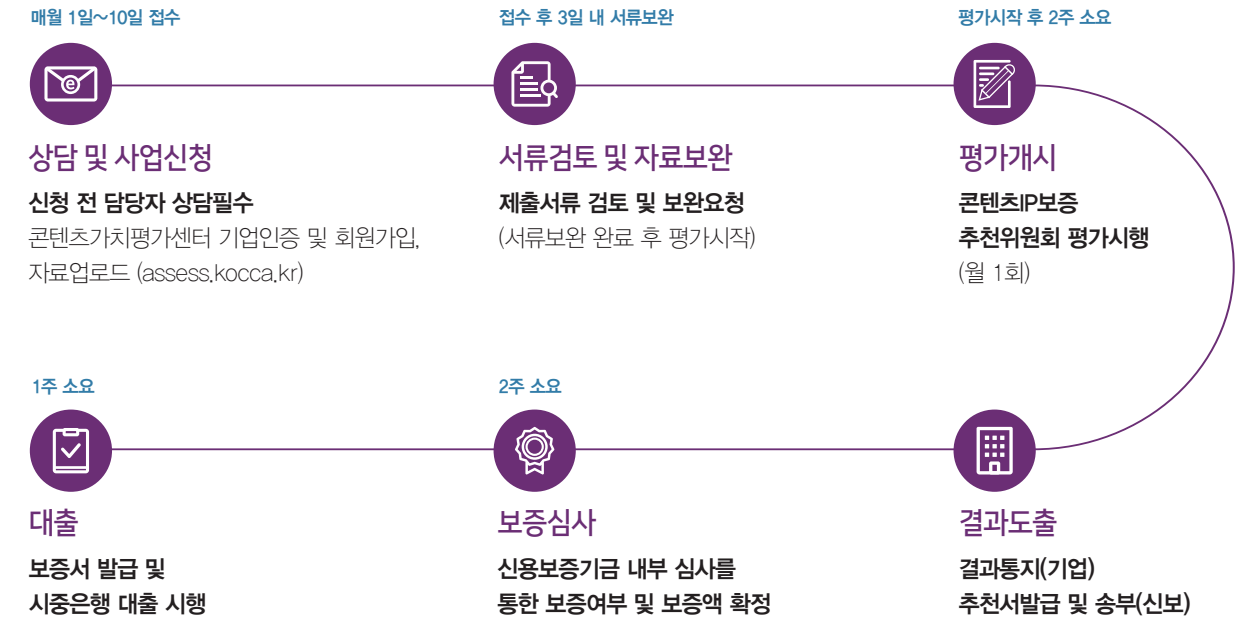 매월 1일~10일 접수
상담 및 사업신청
신청 전 담당자 상담필수
콘텐츠가치평가센터 기업인증 및 회원가입,
자료업로드 (assess.kocca.kr)
접수 후 3일 내 서류보완
서류검토 및 자료보완
제출서류 검토 및 보완요청
(서류보완 완료 후 평가시작)
평가시작 후 2주 소요
평가개시
콘텐츠IP보증
추천위원회 평가시행
(월 1회)
결과도출
결과통지(기업)
추천서발급 및 송부(신보)
2주 소요
보증심사
신용보증기금 내부 심사를
통한 보증여부 및 보증액 확정
1주 소요
대출
보증서 발급 및
시중은행 대출 시행